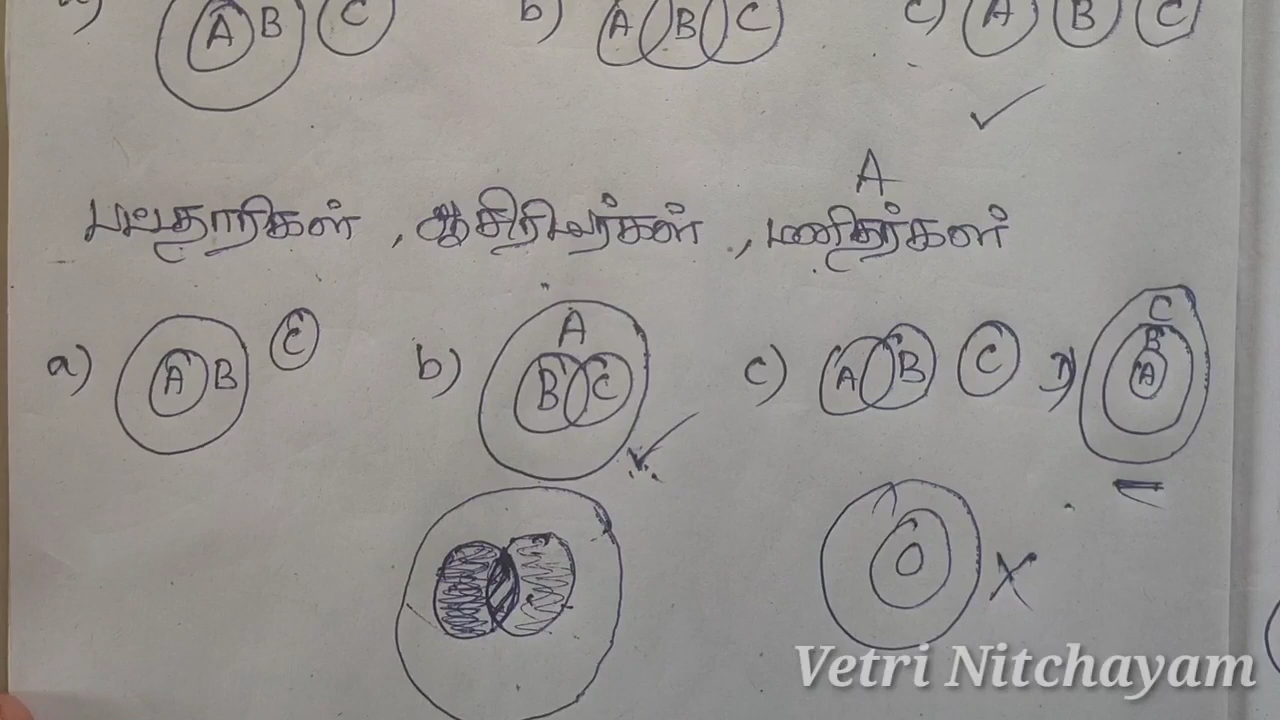 a) A B C b) A B C c) A B C
A
பட்டதாரிகள் , ஆசிரியர்கள் , மனிதர்கள்
a) A B C b) A B C c) A B C D) C B A
Vetri Nitchayam